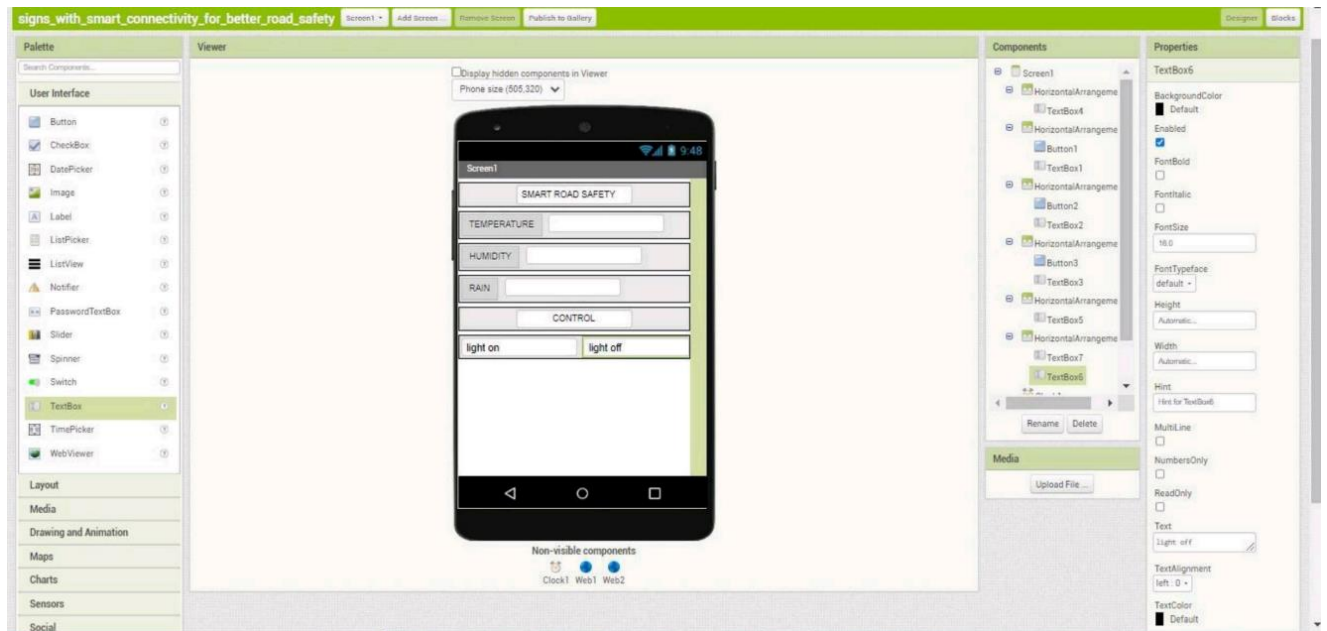 signs_with_smart_connectivity_for_better_road_safety Screen1 Add Screen ... Remove Screen Publish to Gallery Designer Blocks
Palette
Search Components...
User Interface
Button
CheckBox
DatePicker
Image
Label
ListPicker
ListView
Notifier
PasswordTextBox
Slider
Spinner
Switch
TextBox
TimePicker
WebViewer
Layout
Media
Drawing and Animation
Maps
Charts
Sensors
Social
Viewer
Display hidden components in Viewer
Phone size (505,320)
9:48
Screen1
SMART ROAD SAFETY
TEMPERATURE
HUMIDITY
RAIN
CONTROL
light on light off
Non-visible components
Clock1 Web1 Web2
Components
Screen1
HorizontalArrangeme
TextBox4
HorizontalArrangeme
Button1
TextBox1
HorizontalArrangeme
Button2
TextBox2
HorizontalArrangeme
Button3
TextBox3
HorizontalArrangeme
TextBox5
HorizontalArrangeme
TextBox7
TextBox6
Rename Delete
Media
Upload File ...
Properties
TextBox6
BackgroundColor
Default
Enabled
FontBold
FontItalic
FontSize
FontTypeface
default
Height
Automatic...
Width
Automatic...
Hint
Hint for TextBox6
MultiLine
NumbersOnly
ReadOnly
Text
light off
TextAlignment
left : 0
TextColor
Default